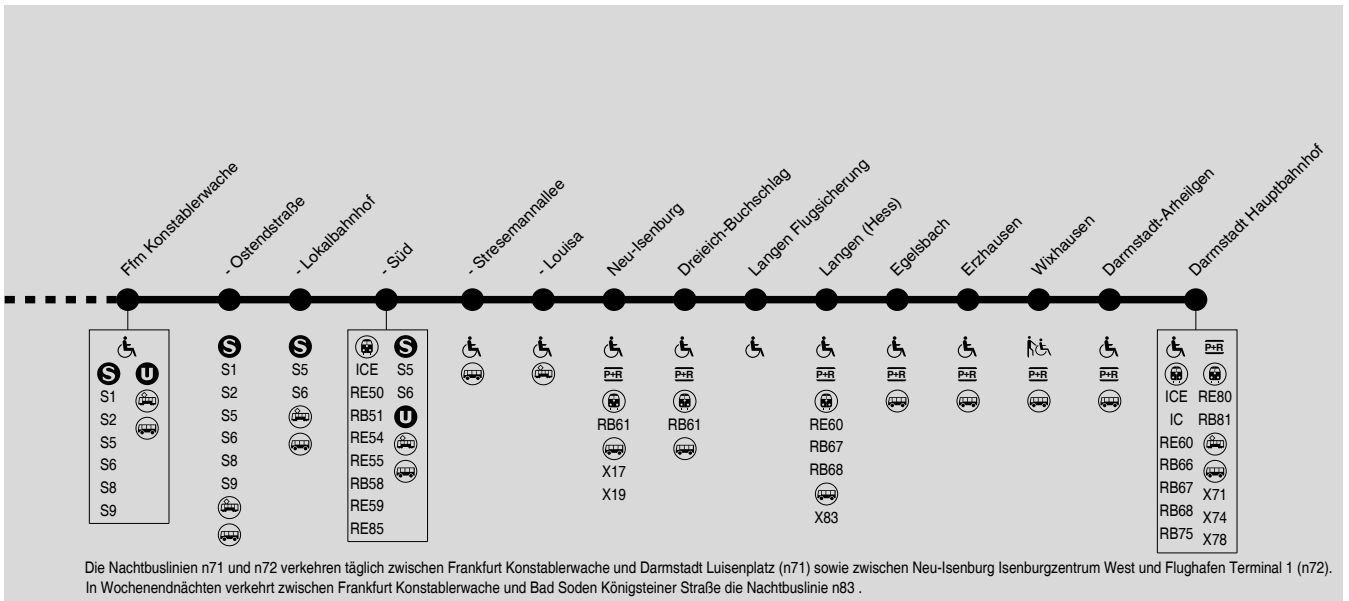 Ffm Konstablerwache
- Ostendstraße
- Lokalbahnhof
- Süd
- Stresemannallee
- Louisa
Neu-Isenburg
Dreieich-Buchschlag
Langen Flugsicherung
Langen (Hess)
Egelsbach
Erzhausen
Wixhausen
Darmstadt-Arheilgen
Darmstadt Hauptbahnhof
S U
S1
S2
S5
S6
S8
S9
S
S1
S2
S5
S6
S8
S9
S
S5
S6
S
ICE S5
RE50 S6
RB51 U
RE54
RE55
RB58
RE59
RE85
P+R
RB61
X17
X19
P+R
RB61
P+R
RE60
RB67
RB68
X83
P+R
P+R
P+R
P+R
P+R
ICE RE80
IC RB81
RE60
RB66
RB67 X71
RB68 X74
RB75 X78
Die Nachtbuslinien n71 und n72 verkehren täglich zwischen Frankfurt Konstablerwache und Darmstadt Luisenplatz (n71) sowie zwischen Neu-Isenburg Isenburgzentrum West und Flughafen Terminal 1 (n72).
In Wochenendnächten verkehrt zwischen Frankfurt Konstablerwache und Bad Soden Königsteiner Straße die Nachtbuslinie n83 .